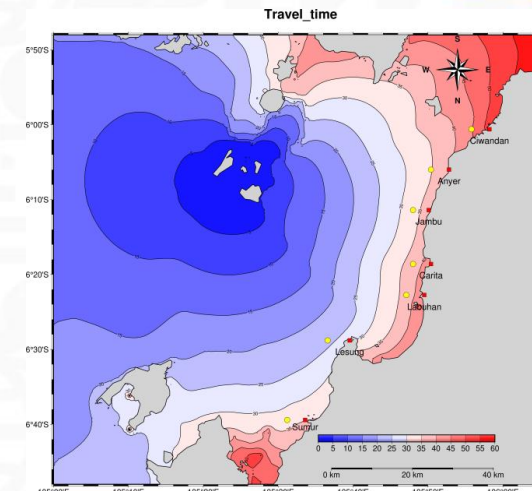 Travel_time
5°50'S
6°00'S
6°10'S
6°20'S
6°30'S
6°40'S
S
W E
N
Ciwandan
Anyer
Jambu
Carita
Labuhan
Lesung
Sumur
0 5 10 15 20 25 30 35 40 45 50 55 60
0 km 20 km 40 km